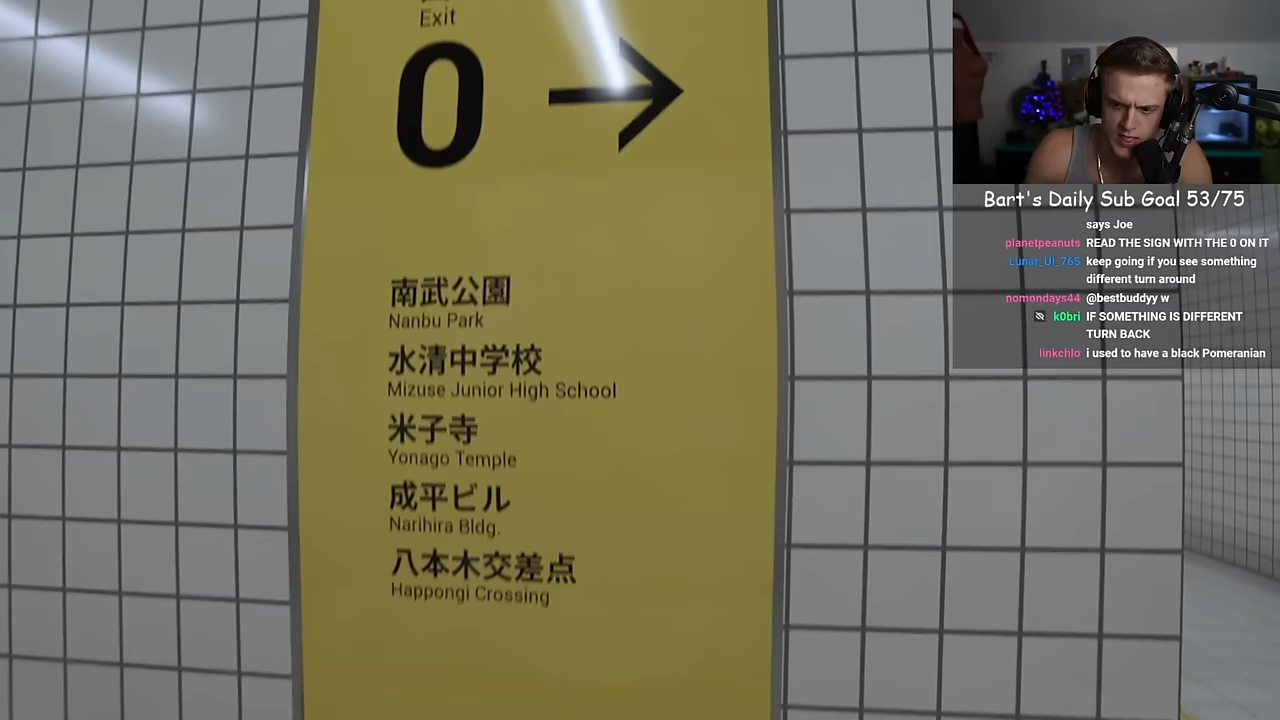 Exit
0
南武公園
Nanbu Park
水清中学校
Mizuse Junior High School
米子寺
Yonago Temple
成平ビル
Narihira Bldg.
八本木交差点
Happongi Crossing
Bart's Daily Sub Goal 53/75
says Joe
planetpeanuts READ THE SIGN WITH THE 0 ON IT
Lunar_UI_765 keep going if you see something
different turn around
nomondays44 @bestbuddyy w
k0bri IF SOMETHING IS DIFFERENT
TURN BACK
linkchlo i used to have a black Pomeranian